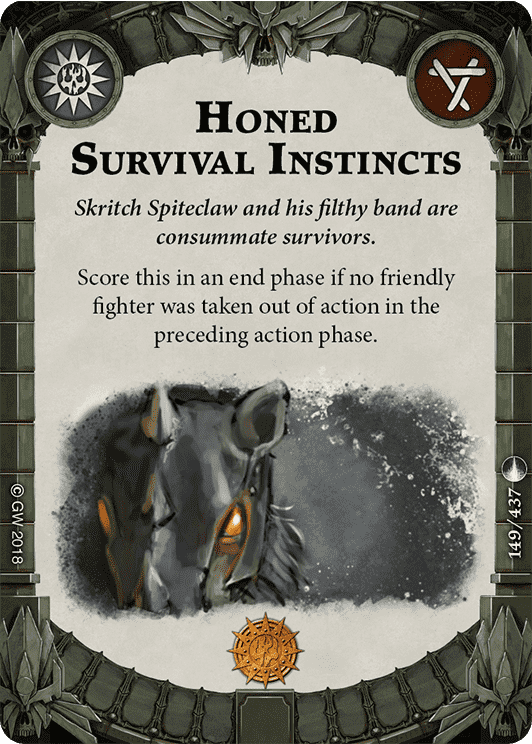 Honed
Survival Instincts
Skritch Spiteclaw and his filthy band are
consummate survivors.
Score this in an end phase if no friendly
fighter was taken out of action in the
preceding action phase.
© GW 2018
149/437